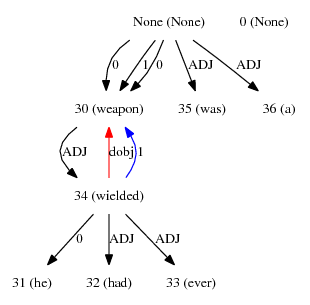 None (None) 0 (None)
0 1 0 ADJ ADJ
30 (weapon) 35 (was) 36 (a)
ADJ dobj 1
34 (wielded)
0 ADJ ADJ
31 (he) 32 (had) 33 (ever)